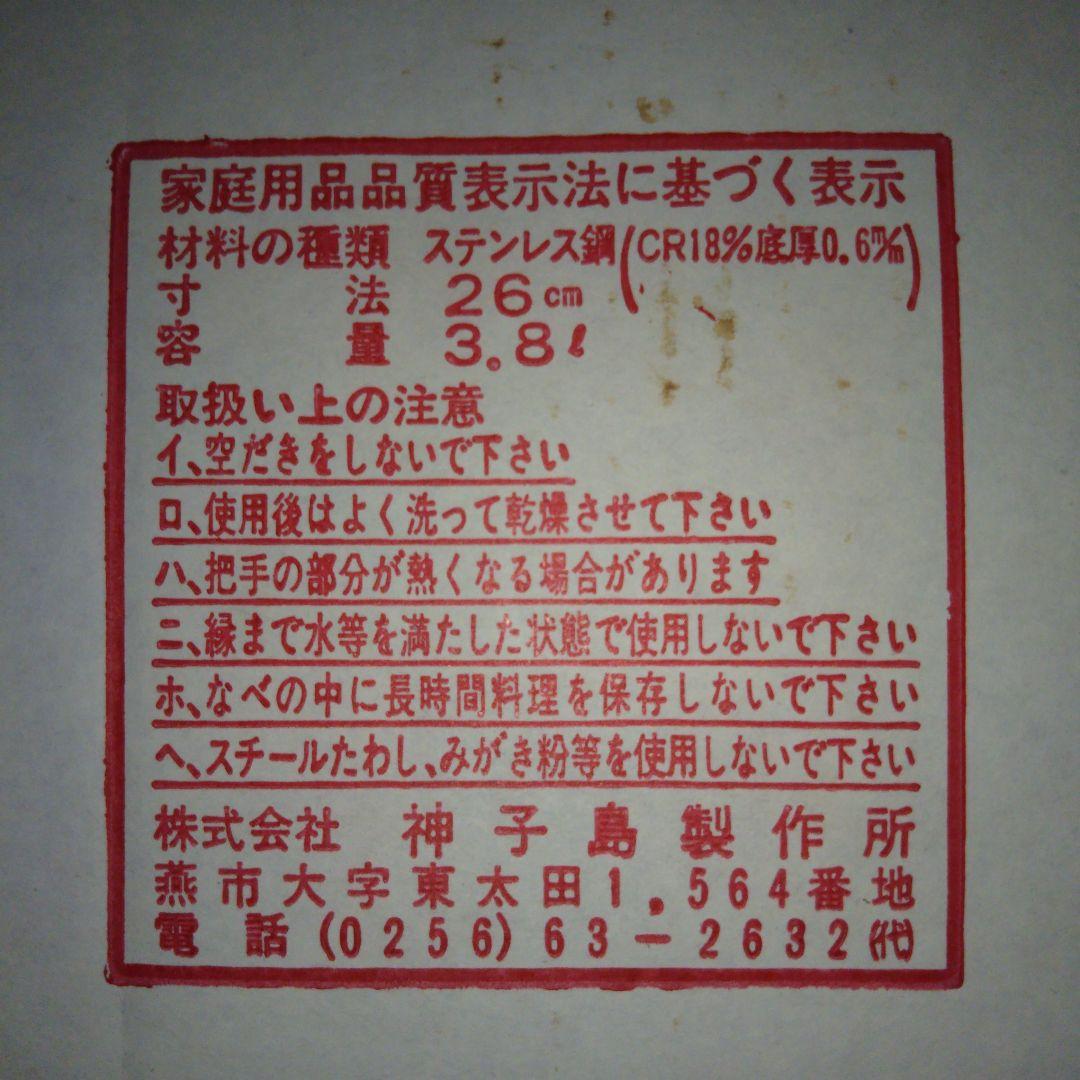 家庭用品品質表示法に基づく表示
材料の種類 ステンレス鋼(CR18%底厚0.6m/m)
寸法 26cm
容量 3.8ℓ
取扱い上の注意
イ、空だきをしないで下さい
ロ、使用後はよく洗って乾燥させて下さい
ハ、把手の部分が熱くなる場合があります
ニ、縁まで水等を満たした状態で使用しないで下さい
ホ、なべの中に長時間料理を保存しないで下さい
ヘ、スチールたわし、みがき粉等を使用しないで下さい
株式会社 神子島製作所
燕市大字東太田1.564番地
電話(0256)63-2632(代)